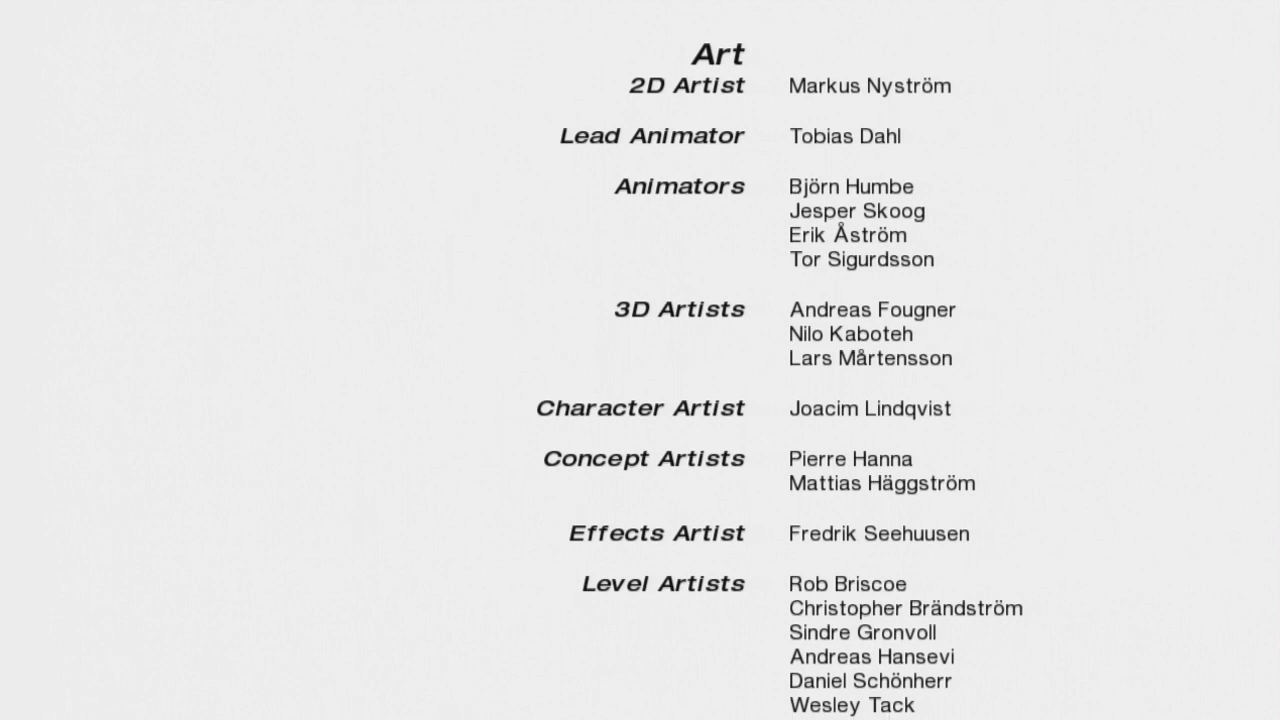 Art
2D Artist Markus Nyström
Lead Animator Tobias Dahl
Animators Björn Humbe
Jesper Skoog
Erik Åström
Tor Sigurdsson
3D Artists Andreas Fougner
Nilo Kaboteh
Lars Mårtensson
Character Artist Joacim Lindqvist
Concept Artists Pierre Hanna
Mattias Häggström
Effects Artist Fredrik Seehuusen
Level Artists Rob Briscoe
Christopher Brändström
Sindre Gronvoll
Andreas Hansevi
Daniel Schönherr
Wesley Tack